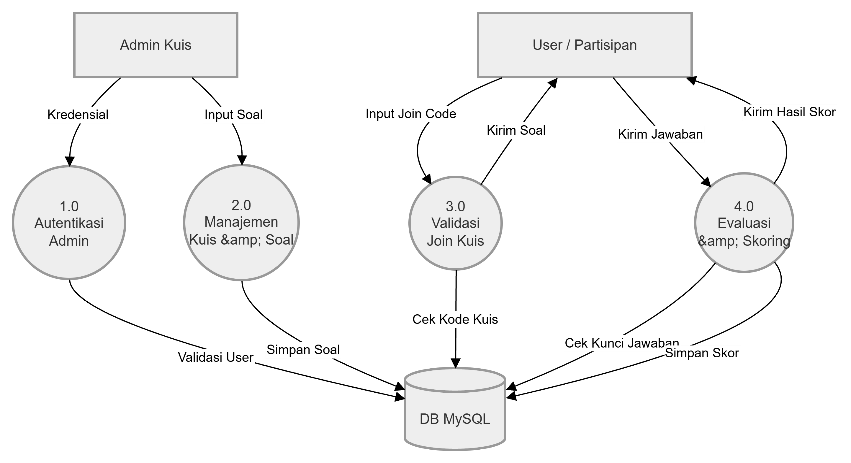 Admin Kuis
User / Partisipan
Kredensial
Input Soal
Input Join Code
Kirim Soal
Kirim Jawaban
Kirim Hasil Skor
1.0
Autentikasi
Admin
2.0
Manajemen
Kuis &amp; Soal
3.0
Validasi
Join Kuis
4.0
Evaluasi
&amp; Skoring
Validasi User
Simpan Soal
Cek Kode Kuis
Cek Kunci Jawaban
Simpan Skor
DB MySQL